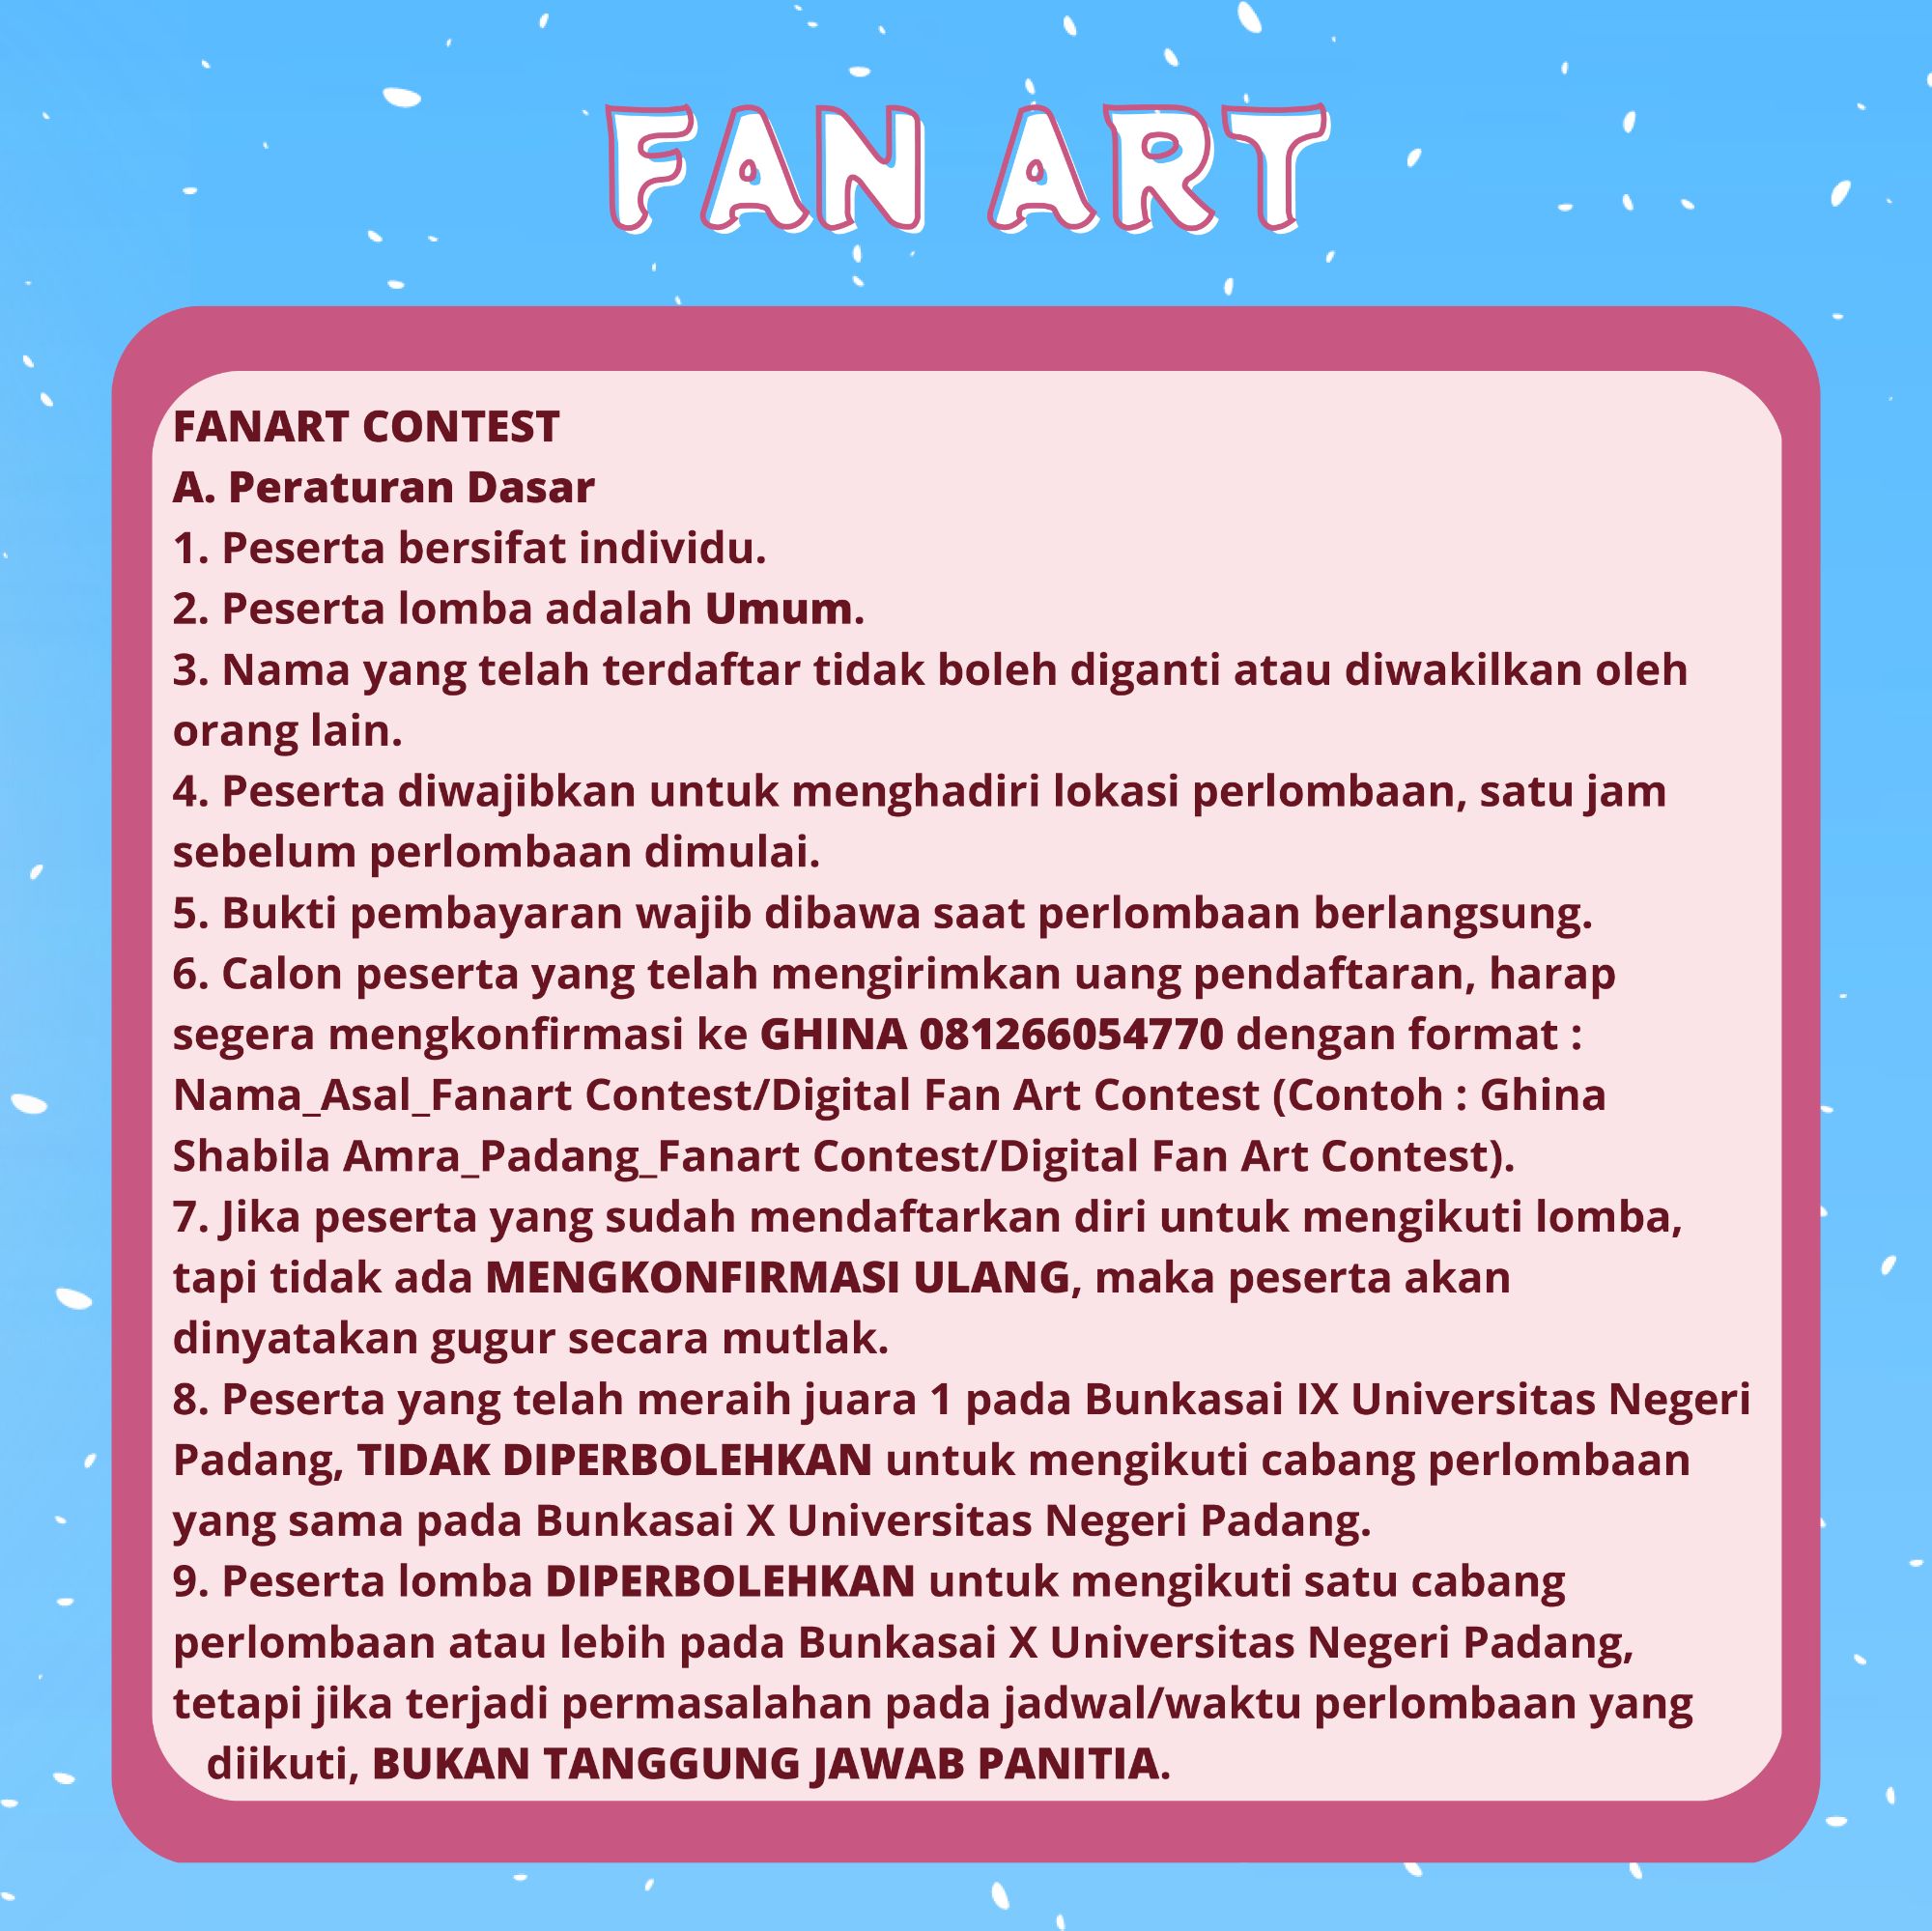 FAN ART
FANART CONTEST
A. Peraturan Dasar
1. Peserta bersifat individu.
2. Peserta lomba adalah Umum.
3. Nama yang telah terdaftar tidak boleh diganti atau diwakilkan oleh
orang lain.
4. Peserta diwajibkan untuk menghadiri lokasi perlombaan, satu jam
sebelum perlombaan dimulai.
5. Bukti pembayaran wajib dibawa saat perlombaan berlangsung.
6. Calon peserta yang telah mengirimkan uang pendaftaran, harap
segera mengkonfirmasi ke GHINA 081266054770 dengan format :
Nama_Asal_Fanart Contest/Digital Fan Art Contest (Contoh : Ghina
Shabila Amra_Padang_Fanart Contest/Digital Fan Art Contest).
7. Jika peserta yang sudah mendaftarkan diri untuk mengikuti lomba,
tapi tidak ada MENGKONFIRMASI ULANG, maka peserta akan
dinyatakan gugur secara mutlak.
8. Peserta yang telah meraih juara 1 pada Bunkasai IX Universitas Negeri
Padang, TIDAK DIPERBOLEHKAN untuk mengikuti cabang perlombaan
yang sama pada Bunkasai X Universitas Negeri Padang.
9. Peserta lomba DIPERBOLEHKAN untuk mengikuti satu cabang
perlombaan atau lebih pada Bunkasai X Universitas Negeri Padang,
tetapi jika terjadi permasalahan pada jadwal/waktu perlombaan yang
diikuti, BUKAN TANGGUNG JAWAB PANITIA.